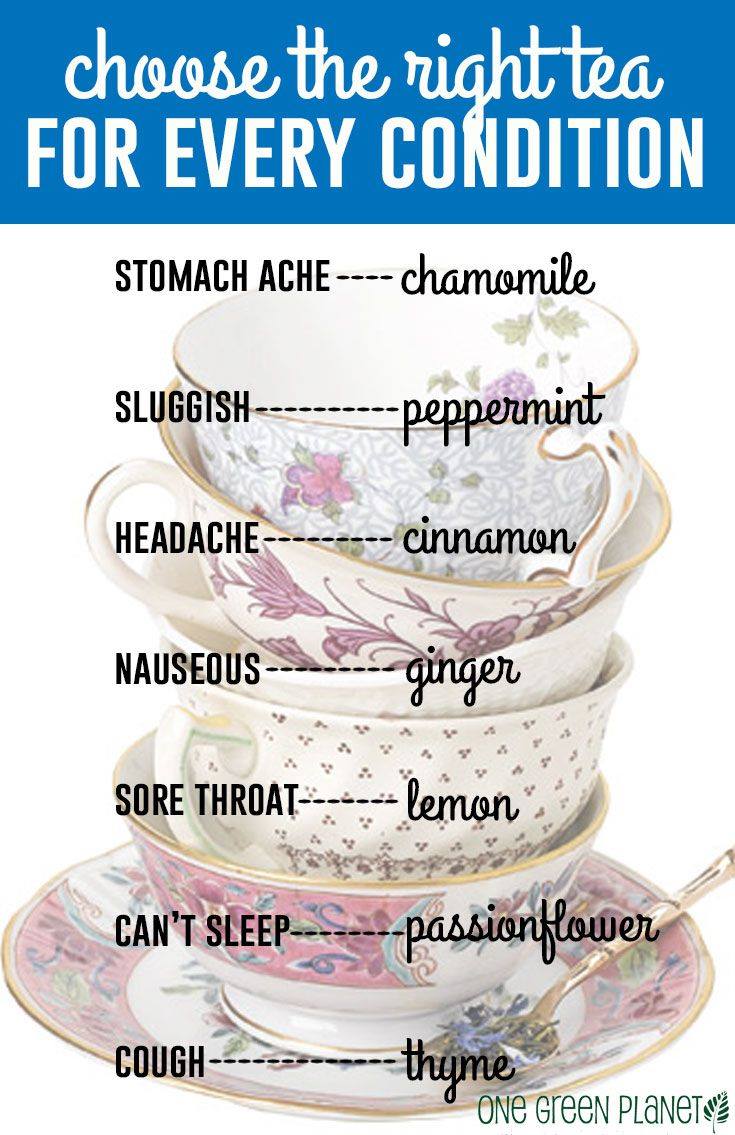 choose the right tea
FOR EVERY CONDITION
STOMACH ACHE ---- chamomile
SLUGGISH ---------- peppermint
HEADACHE --------- cinnamon
NAUSEOUS --------- ginger
SORE THROAT ------- lemon
CAN'T SLEEP -------- passionflower
COUGH ------------- thyme
ONE GREEN PLANET